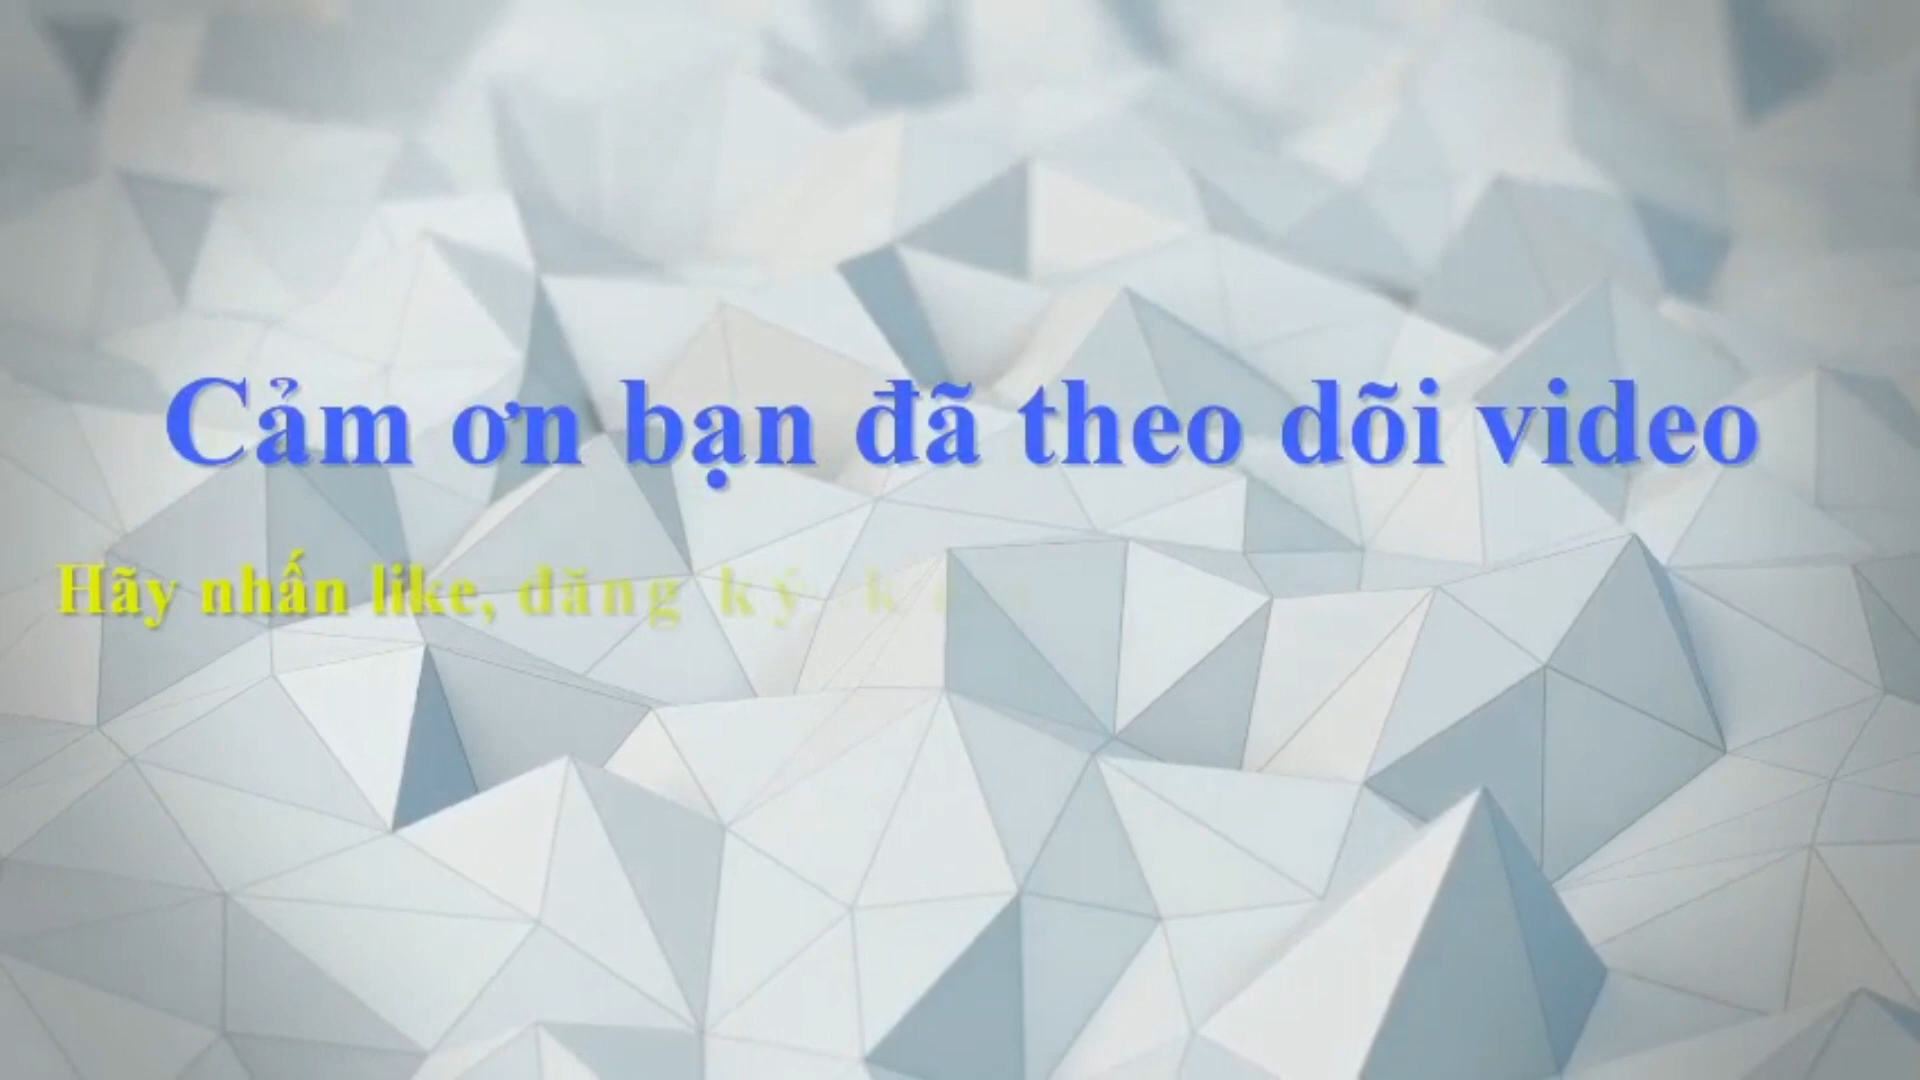 Cảm ơn bạn đã theo dõi video
Hãy nhấn like, đăng ký